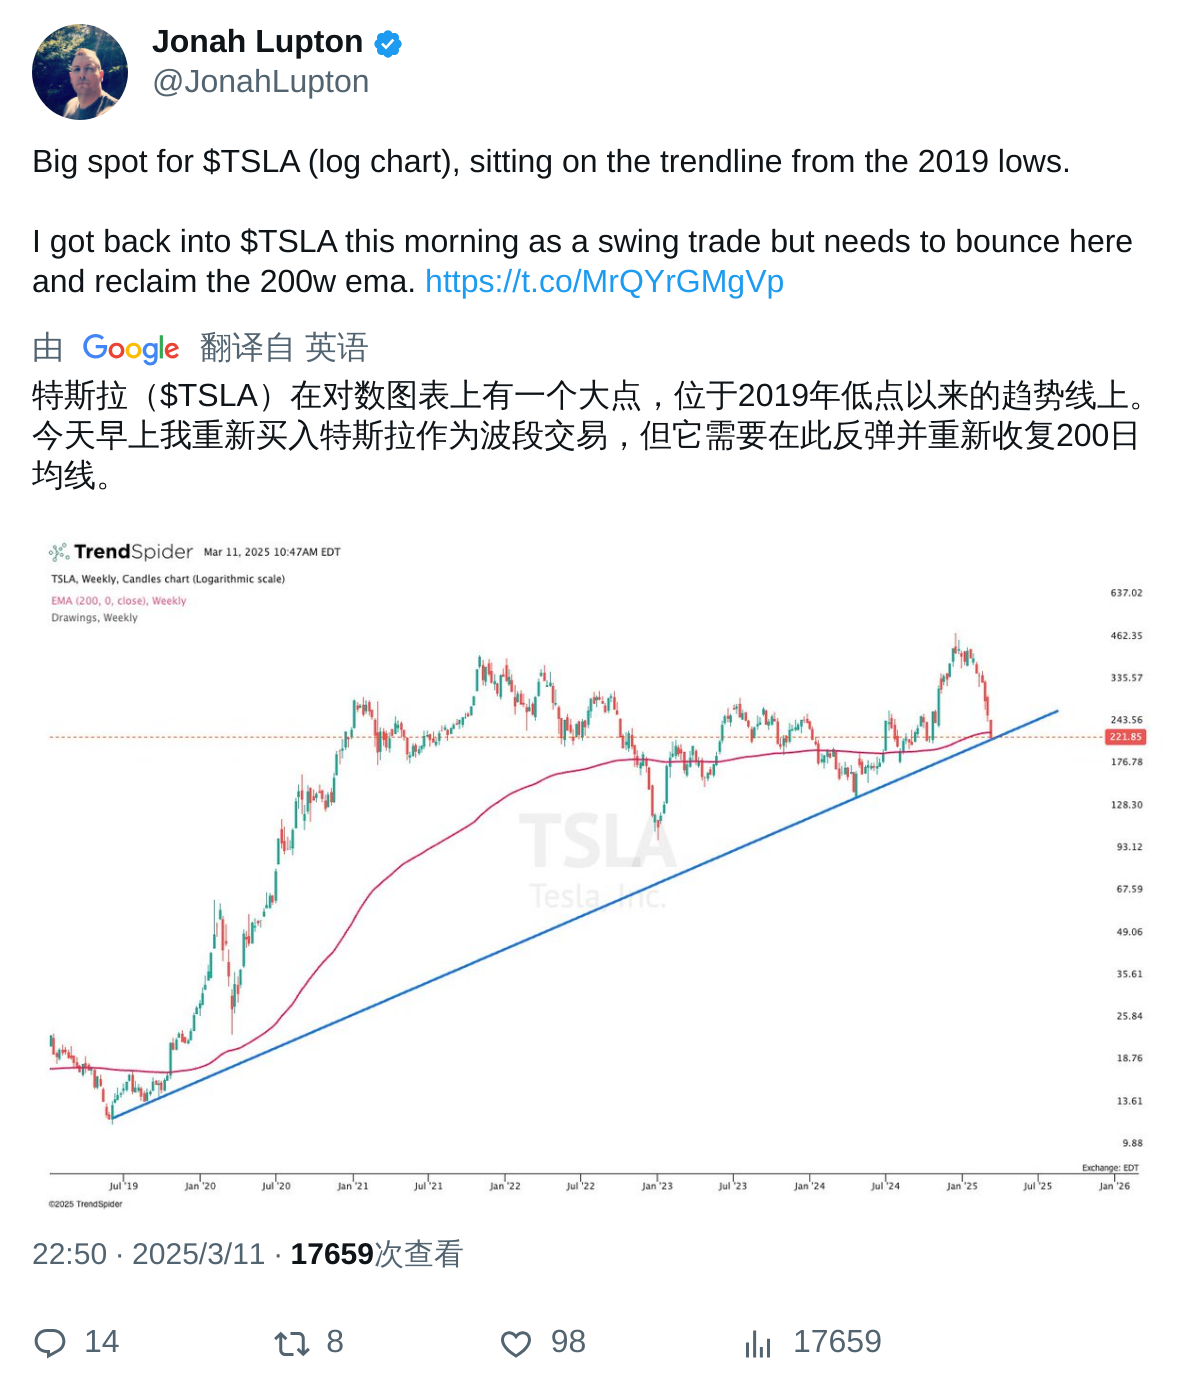 Jonah Lupton
@JonahLupton
Big spot for $TSLA (log chart), sitting on the trendline from the 2019 lows.
I got back into $TSLA this morning as a swing trade but needs to bounce here
and reclaim the 200w ema. https://t.co/MrQYrGMgVp
由 Google 翻译自 英语
特斯拉（$TSLA）在对数图表上有一个大点，位于2019年低点以来的趋势线上。
今天早上我重新买入特斯拉作为波段交易，但它需要在此反弹并重新收复200日
均线。
TrendSpider Mar 11, 2025 10:47AM EDT
TSLA, Weekly, Candles chart (Logarithmic scale)
EMA (200, 0, close), Weekly
Drawings, Weekly
637.02
462.35
335.57
243.56
221.85
176.78
128.30
93.12
67.59
49.06
35.61
25.84
18.76
13.61
9.88
TSLA
Tesla, Inc.
Exchange: EDT
Jul '19 Jan '20 Jul '20 Jan '21 Jul '21 Jan '22 Jul '22 Jan '23 Jul '23 Jan '24 Jul '24 Jan '25 Jul '25 Jan '26
©2025 TrendSpider
22:50 · 2025/3/11 · 17659次查看
14 8 98 17659